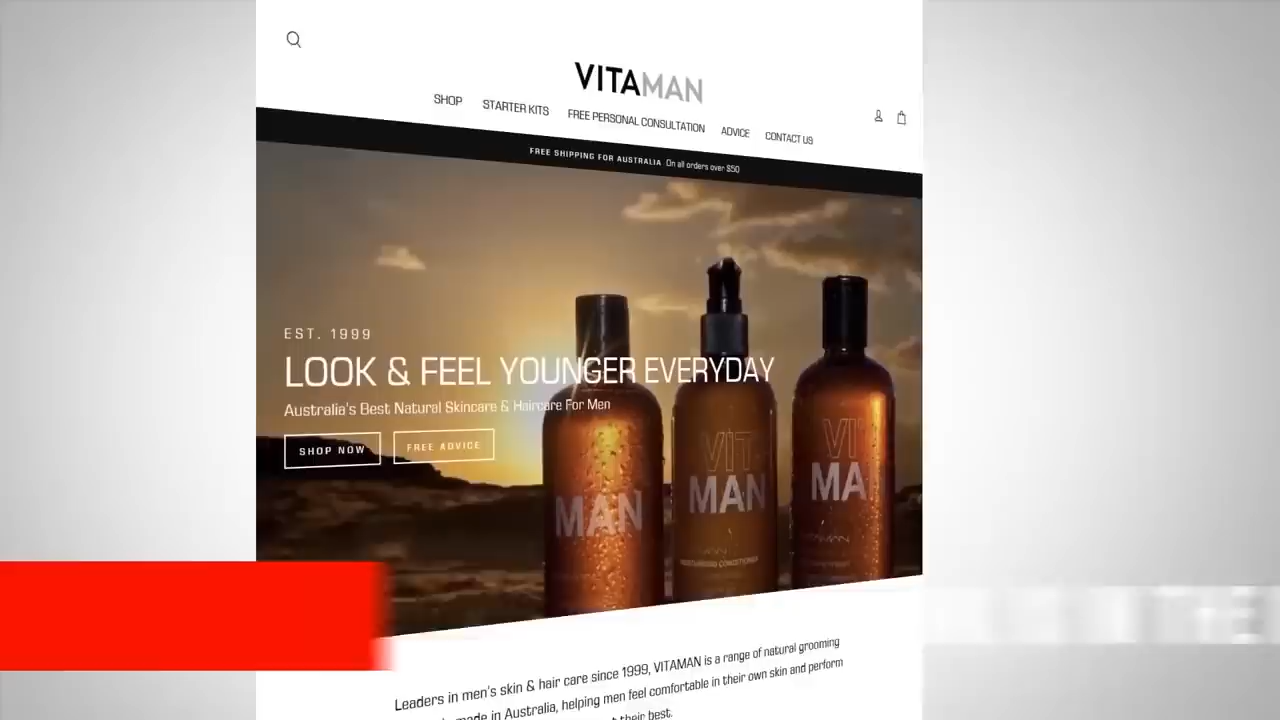 VITAMAN
SHOP STARTER KITS FREE PERSONAL CONSULTATION ADVICE CONTACT US
FREE SHIPPING FOR AUSTRALIA On all orders over $50
EST. 1999
LOOK & FEEL YOUNGER EVERYDAY
Australia's Best Natural Skincare & Haircare For Men
SHOP NOW FREE ADVICE
MAN
VIT
MAN
MOISTURISING CONDITIONER
VI
MA
Leaders in men's skin & hair care since 1999, VITAMAN is a range of natural grooming
made in Australia, helping men feel comfortable in their own skin and perform
their best.